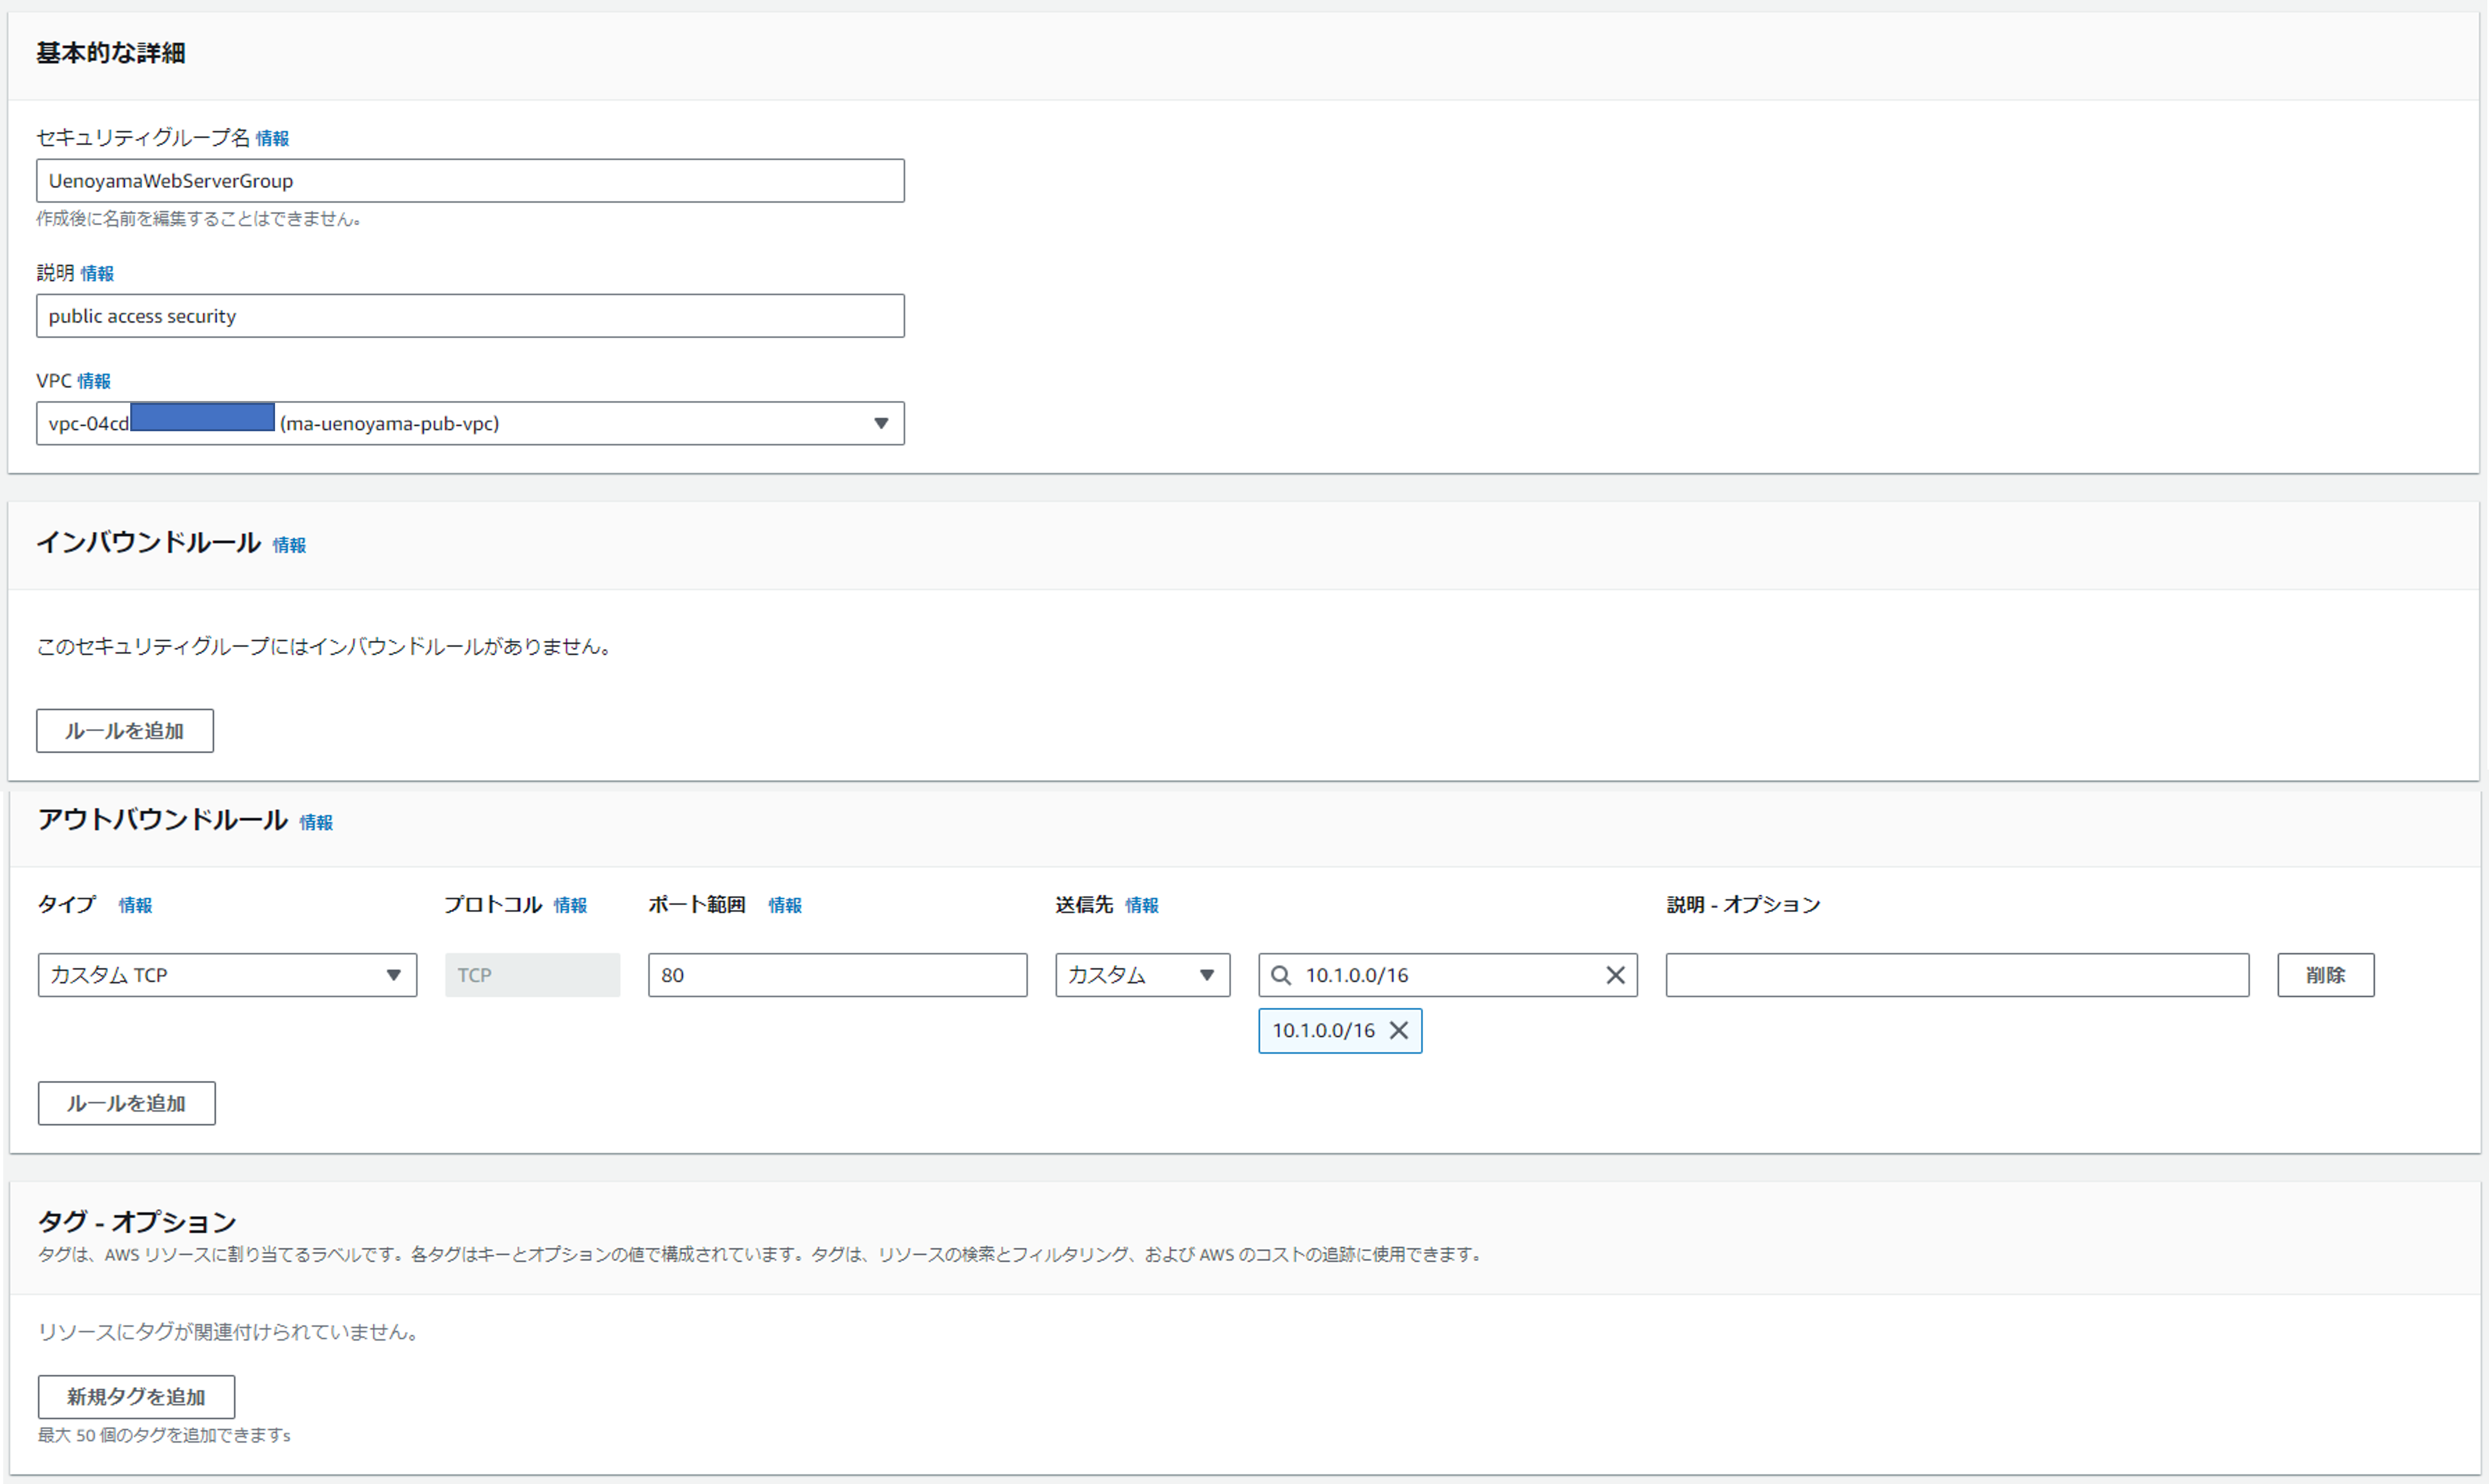 基本的な詳細
セキュリティグループ名 情報
UenoyamaWebServerGroup
作成後に名前を編集することはできません。
説明 情報
public access security
VPC 情報
vpc-04cd (ma-uenoyama-pub-vpc)
インバウンドルール 情報
このセキュリティグループにはインバウンドルールがありません。
ルールを追加
アウトバウンドルール 情報
タイプ 情報 プロトコル 情報 ポート範囲 情報 送信先 情報 説明 - オプション
カスタム TCP TCP 80 カスタム 10.1.0.0/16 削除
10.1.0.0/16
ルールを追加
タグ - オプション
タグは、AWS リソースに割り当てるラベルです。各タグはキーとオプションの値で構成されています。タグは、リソースの検索とフィルタリング、および AWS のコストの追跡に使用できます。
リソースにタグが関連付けられていません。
新規タグを追加
最大 50 個のタグを追加できますs